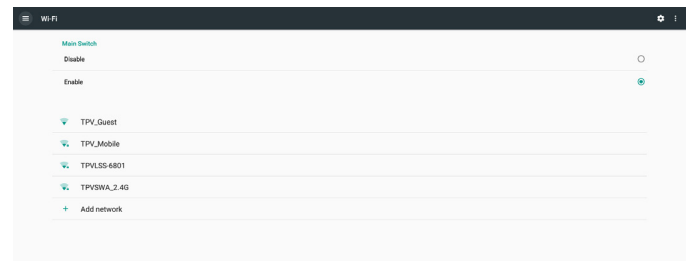 Wi-Fi
Main Switch
Disable
Enable
TPV_Guest
TPV_Mobile
TPVLSS-6801
TPVSWA_2.4G
+ Add network